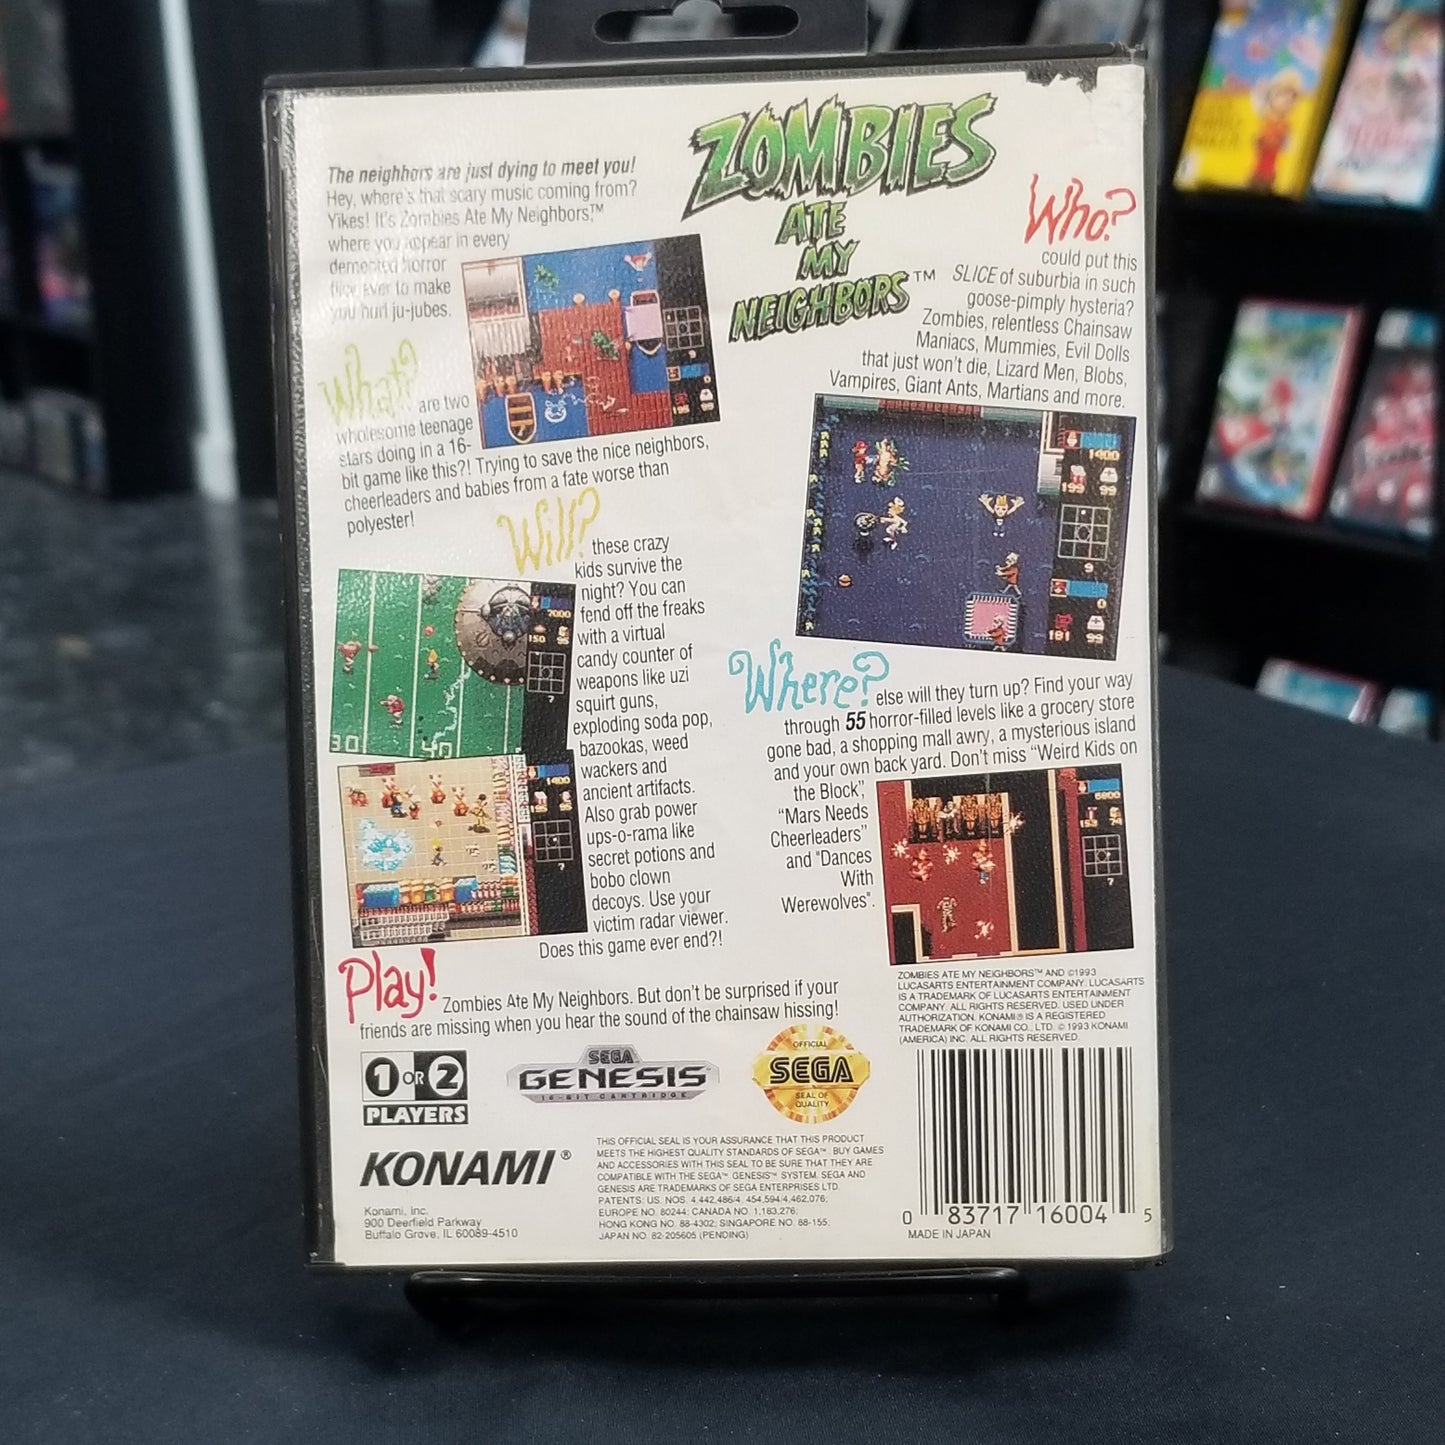 ZOMBIES
ATE
MY
NEIGHBORS™
The neighbors are just dying to meet you!
Hey, where's that scary music coming from?
Yikes! It's Zombies Ate My Neighbors,™
where you appear in every
demented horror
flick ever to make
you hurl ju-jubes.
What?
are two
wholesome teenage
stars doing in a 16-
bit game like this?! Trying to save the nice neighbors,
cheerleaders and babies from a fate worse than
polyester!
Will?
these crazy
kids survive the
night? You can
fend off the freaks
with a virtual
candy counter of
weapons like uzi
squirt guns,
exploding soda pop,
bazookas, weed
wackers and
ancient artifacts.
Also grab power
ups-o-rama like
secret potions and
bobo clown
decoys. Use your
victim radar viewer.
Does this game ever end?!
Who?
could put this
SLICE of suburbia in such
goose-pimply hysteria?
Zombies, relentless Chainsaw
Maniacs, Mummies, Evil Dolls
that just won't die, Lizard Men, Blobs,
Vampires, Giant Ants, Martians and more.
Where?
else will they turn up? Find your way
through 55 horror-filled levels like a grocery store
gone bad, a shopping mall awry, a mysterious island
and your own back yard. Don't miss "Weird Kids on
the Block",
"Mars Needs
Cheerleaders"
and "Dances
With
Werewolves".
Play!
Zombies Ate My Neighbors. But don't be surprised if your
friends are missing when you hear the sound of the chainsaw hissing!
ZOMBIES ATE MY NEIGHBORS™ AND ©1993
LUCASARTS ENTERTAINMENT COMPANY. LUCASARTS
IS A TRADEMARK OF LUCASARTS ENTERTAINMENT
COMPANY. ALL RIGHTS RESERVED. USED UNDER
AUTHORIZATION. KONAMI® IS A REGISTERED
TRADEMARK OF KONAMI CO., LTD. © 1993 KONAMI
(AMERICA) INC. ALL RIGHTS RESERVED.
1 OR 2
PLAYERS
SEGA
GENESIS
16-BIT CARTRIDGE
OFFICIAL
SEGA
SEAL OF
QUALITY
KONAMI®
Konami, Inc.
900 Deerfield Parkway
Buffalo Grove, IL 60089-4510
THIS OFFICIAL SEAL IS YOUR ASSURANCE THAT THIS PRODUCT
MEETS THE HIGHEST QUALITY STANDARDS OF SEGA™. BUY GAMES
AND ACCESSORIES WITH THIS SEAL TO BE SURE THAT THEY ARE
COMPATIBLE WITH THE SEGA™ GENESIS™ SYSTEM. SEGA AND
GENESIS ARE TRADEMARKS OF SEGA ENTERPRISES LTD.
PATENTS: US. NOS. 4,442,486/4, 454,594/4,462,076;
EUROPE NO. 80244; CANADA NO. 1,183,276;
HONG KONG NO. 88-4302; SINGAPORE NO. 88-155;
JAPAN NO. 82-205605 (PENDING)
0 83717 16004 5
MADE IN JAPAN